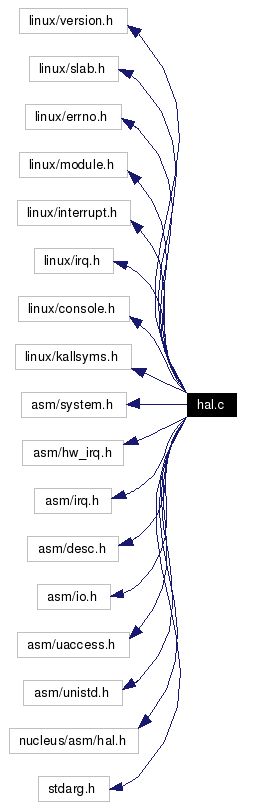 linux/version.h
linux/slab.h
linux/errno.h
linux/module.h
linux/interrupt.h
linux/irq.h
linux/console.h
linux/kallsyms.h
hal.c
asm/system.h
asm/hw_irq.h
asm/irq.h
asm/desc.h
asm/io.h
asm/uaccess.h
asm/unistd.h
nucleus/asm/hal.h
stdarg.h